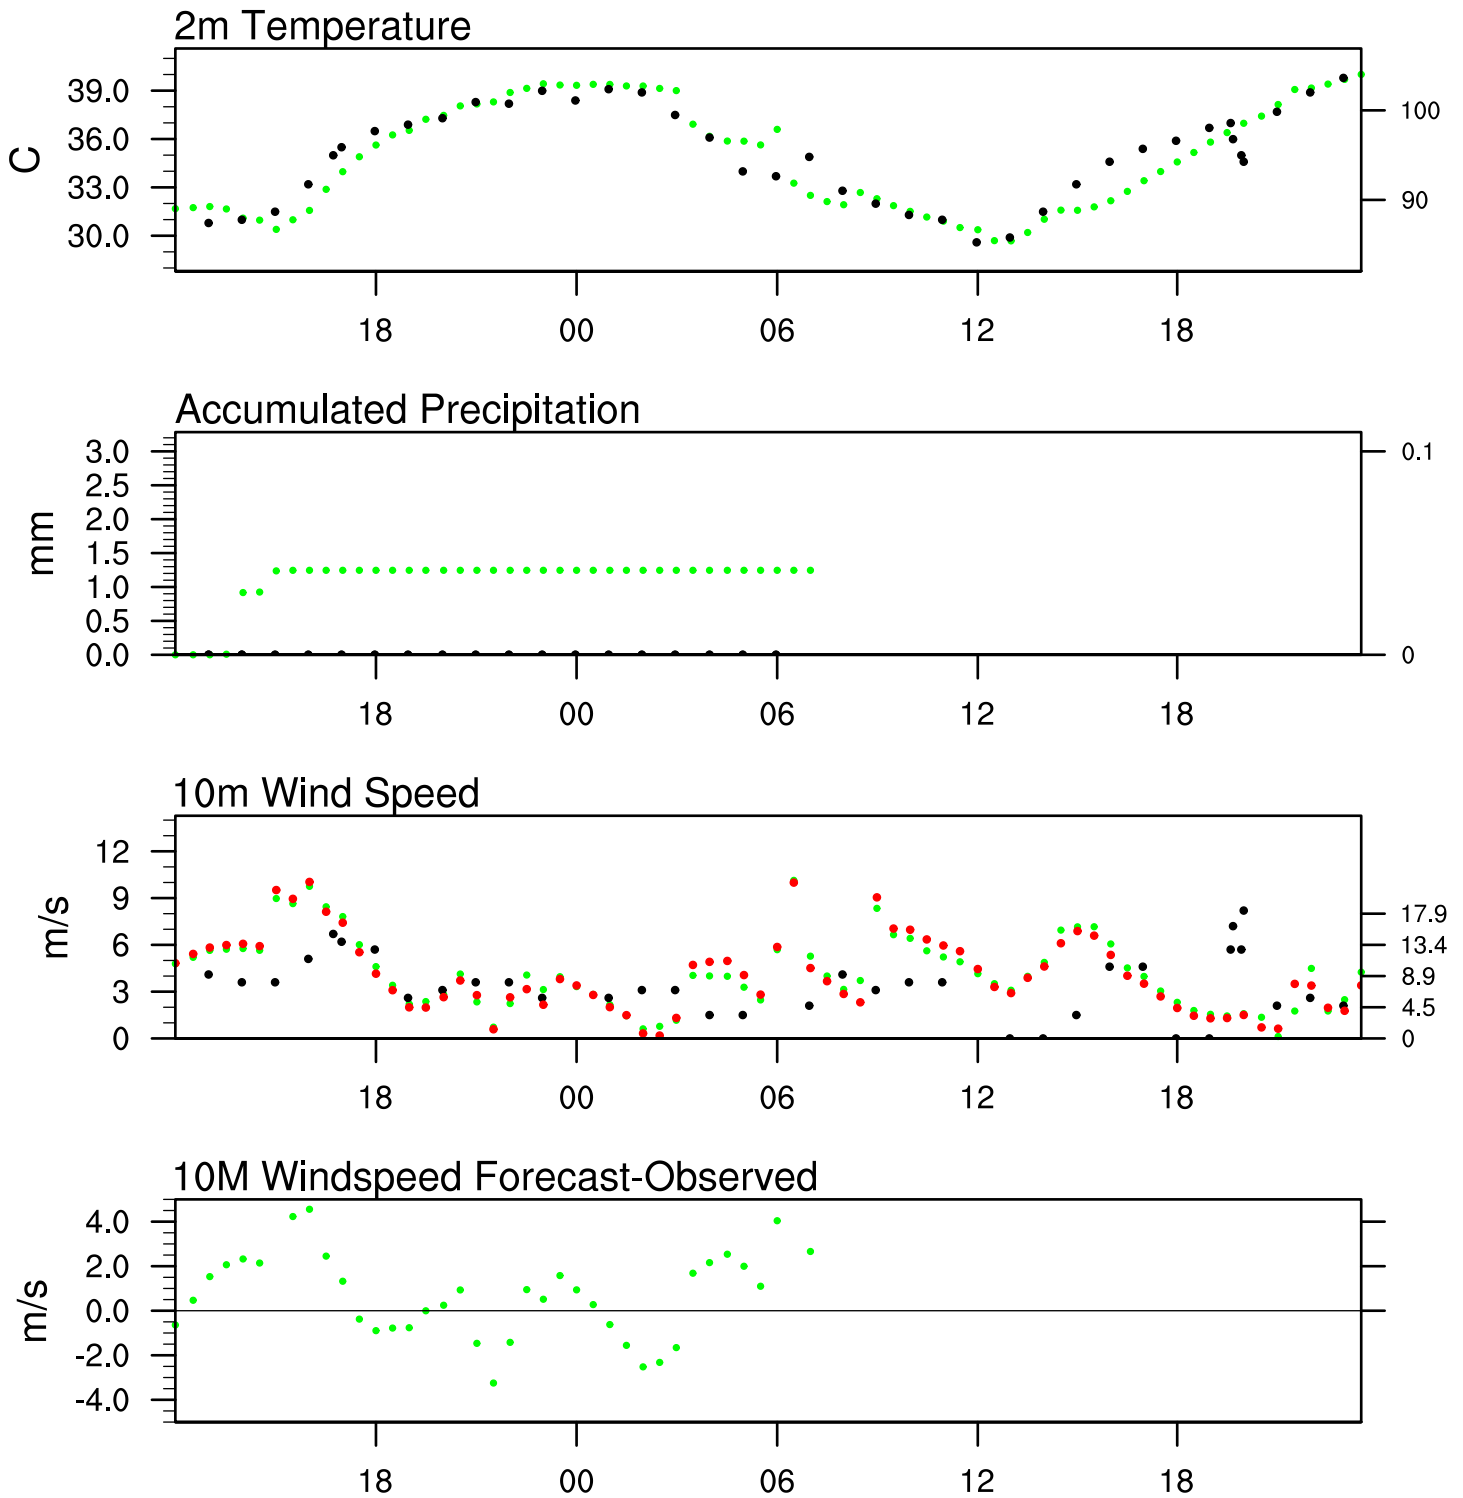 2m Temperature
39.0
36.0
33.0
30.0
C
100
90
18 00 06 12 18
Accumulated Precipitation
3.0
2.5
2.0
1.5
1.0
0.5
0.0
mm
0.1
0
18 00 06 12 18
10m Wind Speed
12
9
6
3
0
m/s
17.9
13.4
8.9
4.5
0
18 00 06 12 18
10M Windspeed Forecast-Observed
4.0
2.0
0.0
-2.0
-4.0
m/s
18 00 06 12 18